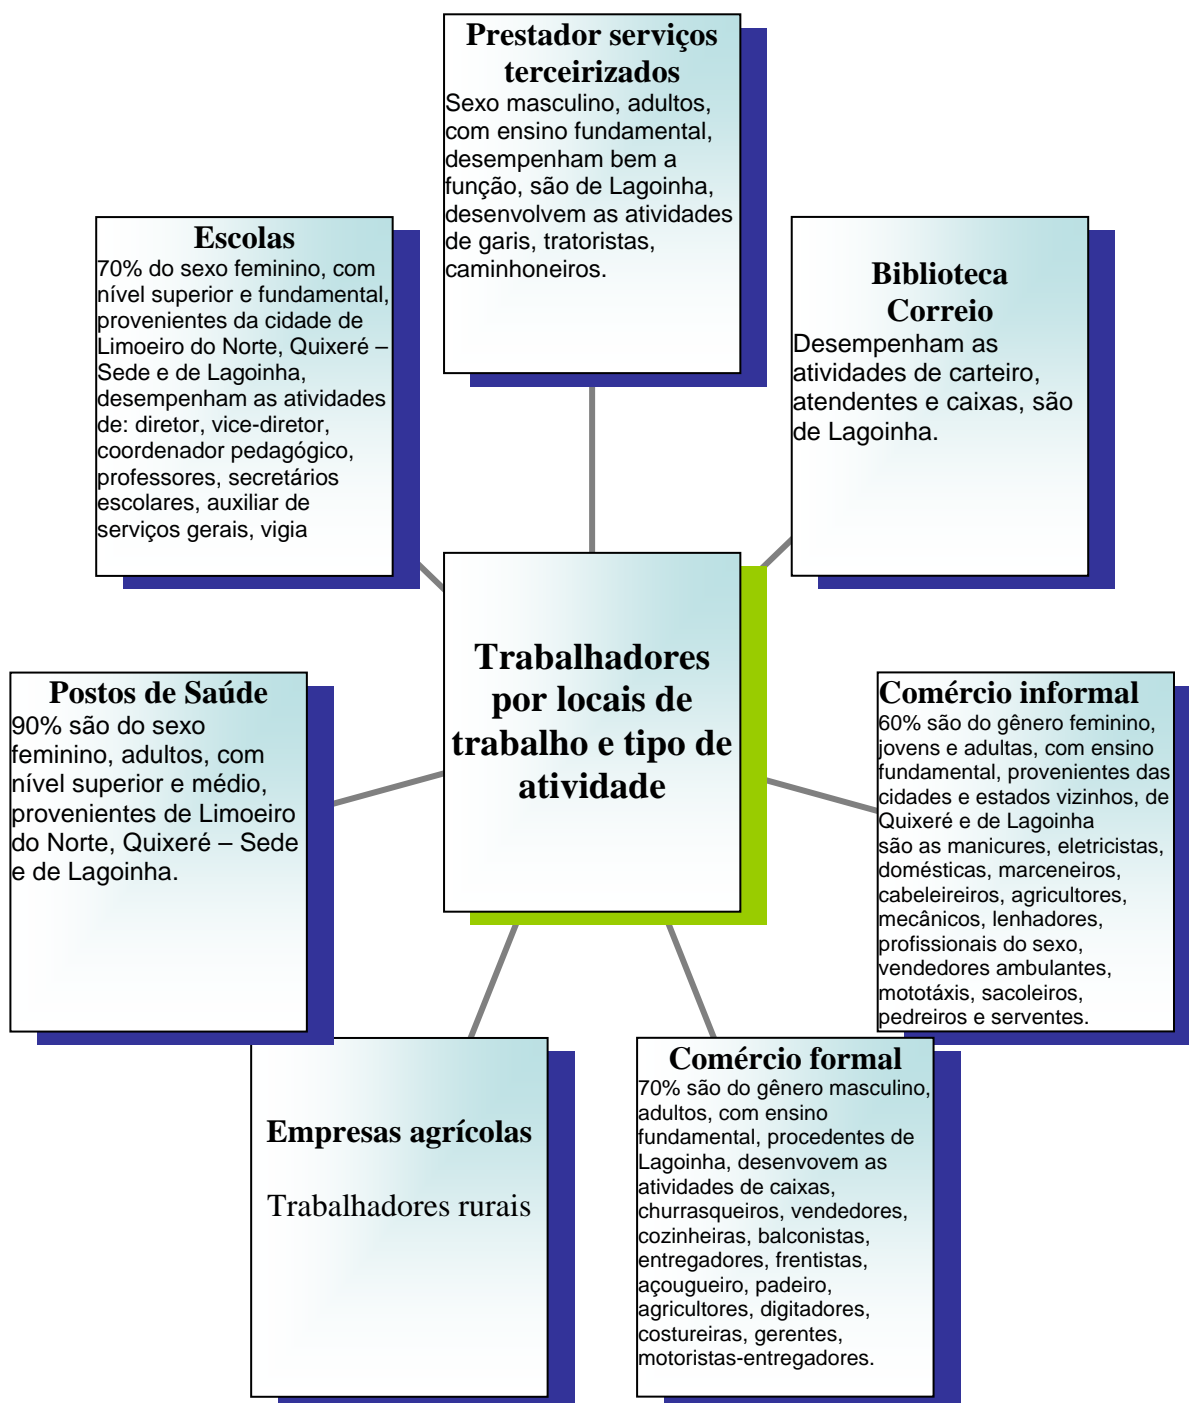 Prestador serviços
terceirizados
Sexo masculino, adultos,
com ensino fundamental,
desempenham bem a
função, são de Lagoinha,
desenvolvem as atividades
de garis, tratoristas,
caminhoneiros.
Escolas
70% do sexo feminino, com
nível superior e fundamental,
provenientes da cidade de
Limoeiro do Norte, Quixeré –
Sede e de Lagoinha,
desempenham as atividades
de: diretor, vice-diretor,
coordenador pedagógico,
professores, secretários
escolares, auxiliar de
serviços gerais, vigia
Biblioteca
Correio
Desempenham as
atividades de carteiro,
atendentes e caixas, são
de Lagoinha.
Trabalhadores
por locais de
trabalho e tipo de
atividade
Postos de Saúde
90% são do sexo
feminino, adultos, com
nível superior e médio,
provenientes de Limoeiro
do Norte, Quixeré – Sede
e de Lagoinha.
Comércio informal
60% são do gênero feminino,
jovens e adultas, com ensino
fundamental, provenientes das
cidades e estados vizinhos, de
Quixeré e de Lagoinha
são as manicures, eletricistas,
domésticas, marceneiros,
cabeleireiros, agricultores,
mecânicos, lenhadores,
profissionais do sexo,
vendedores ambulantes,
mototáxis, sacoleiros,
pedreiros e serventes.
Empresas agrícolas
Trabalhadores rurais
Comércio formal
70% são do gênero masculino,
adultos, com ensino
fundamental, procedentes de
Lagoinha, desenvovem as
atividades de caixas,
churrasqueiros, vendedores,
cozinheiras, balconistas,
entregadores, frentistas,
açougueiro, padeiro,
agricultores, digitadores,
costureiras, gerentes,
motoristas-entregadores.